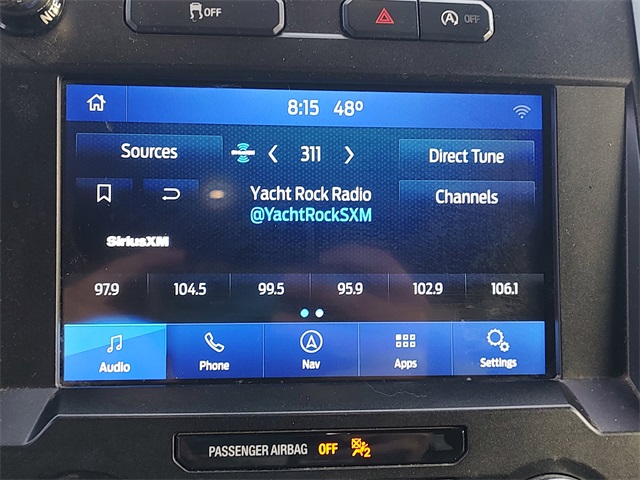 OFF
OFF
8:15 48°
Sources
311
Direct Tune
Yacht Rock Radio
@YachtRockSXM
Channels
SiriusXM
97.9 104.5 99.5 95.9 102.9 106.1
Audio Phone Nav Apps Settings
PASSENGER AIRBAG OFF 2